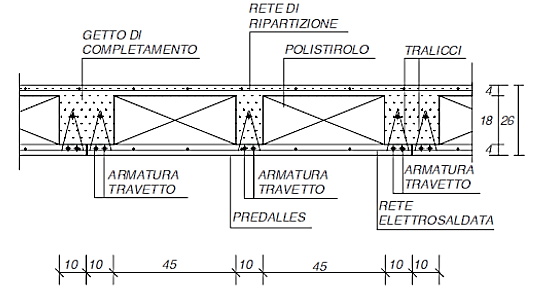 RETE DI
RIPARTIZIONE
GETTO DI
COMPLETAMENTO
POLISTIROLO
TRALICCI
4
18
26
4
ARMATURA
TRAVETTO
ARMATURA
TRAVETTO
ARMATURA
TRAVETTO
PREDALLES
RETE
ELETTROSALDATA
10
10
45
10
45
10
10